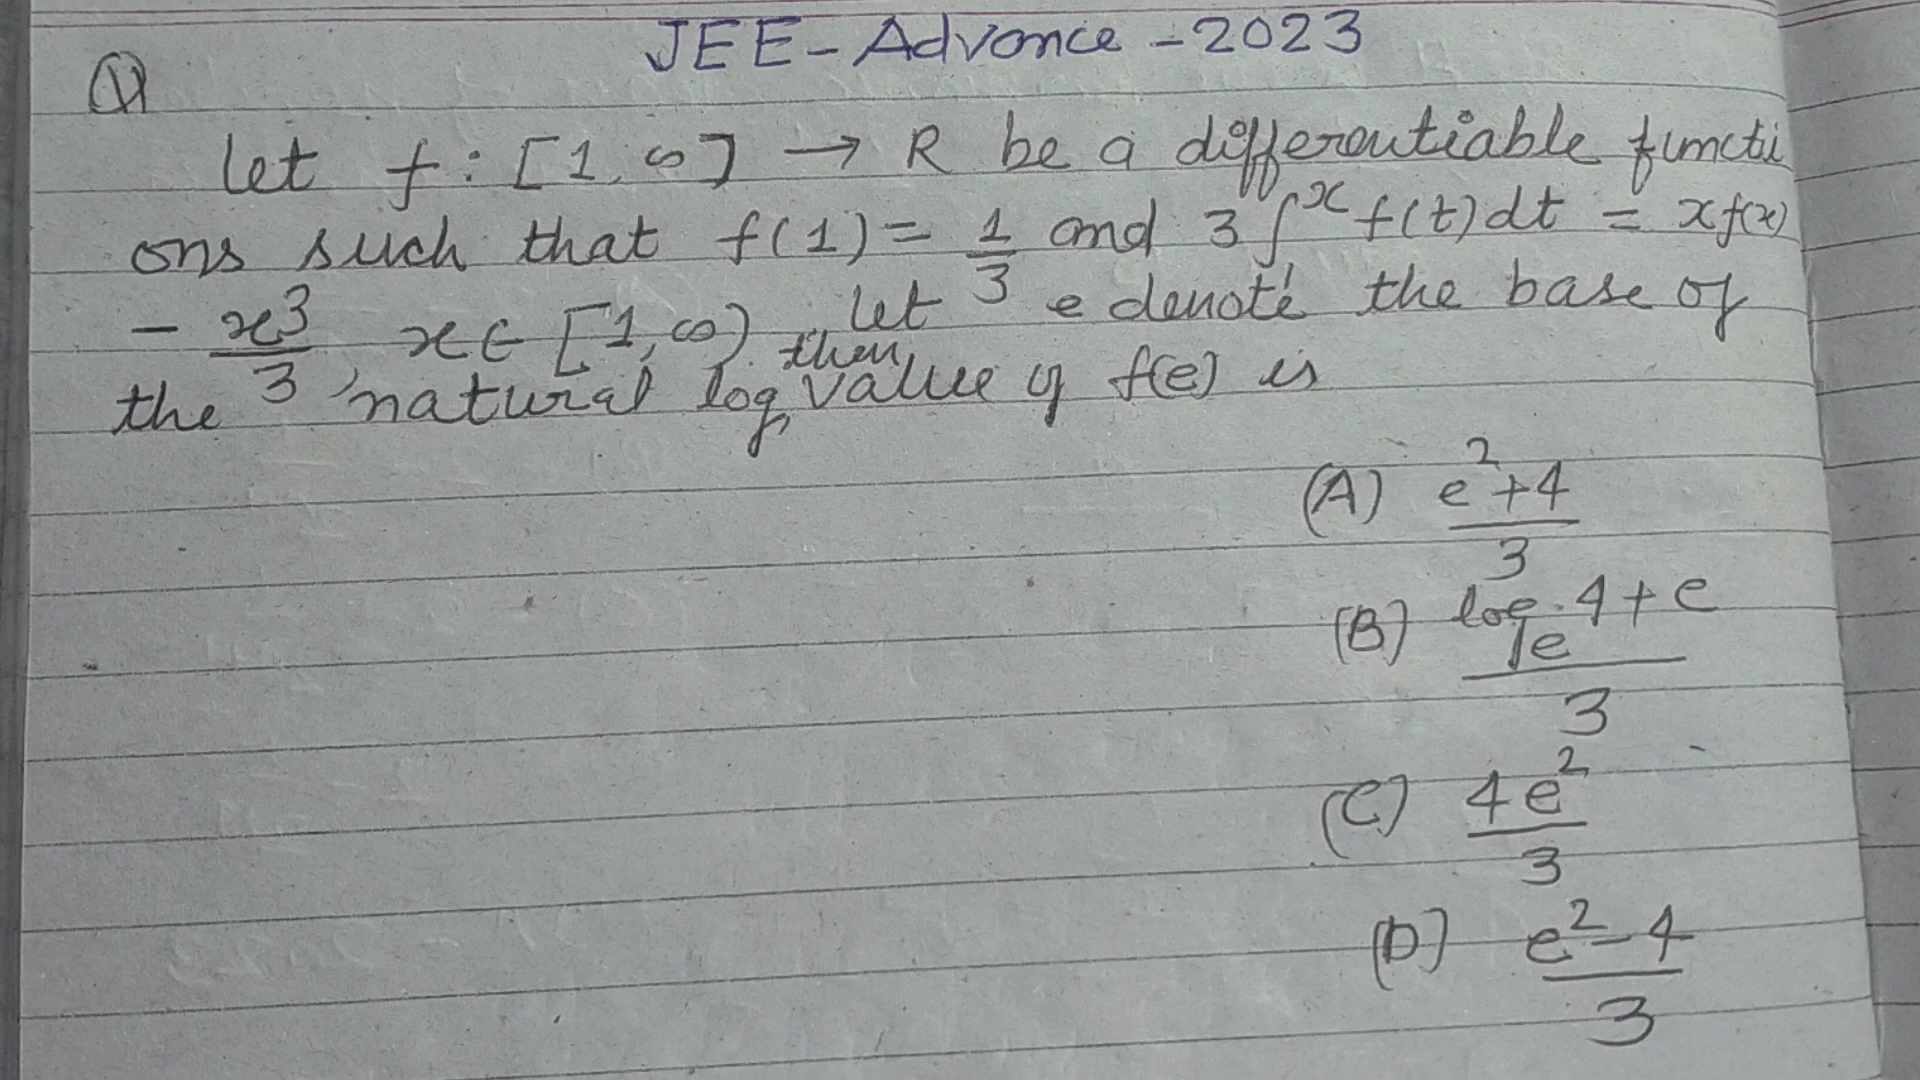 JEE-Advance-2023
Q1
let f: [1, ∞] → R be a differentiable functi
ons such that f(1) = 1/3 and 3∫₁ˣ f(t)dt = xf(x)
- x³/3, x ∈ [1, ∞) let e denote the base of
the natural log, then value of f(e) is
(A) (e²+4)/3
(B) (logₑ 4+e)/3
(C) 4e²/3
(D) (e²-4)/3